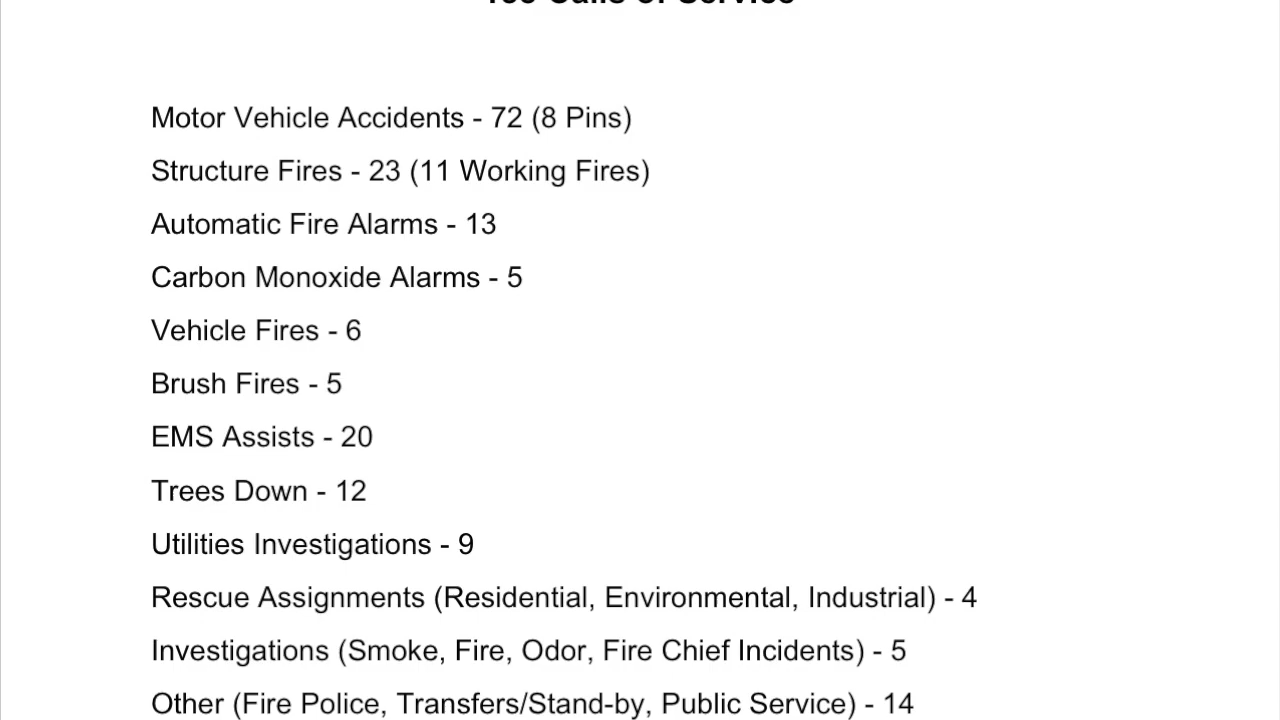 Calls of Service
Motor Vehicle Accidents - 72 (8 Pins)
Structure Fires - 23 (11 Working Fires)
Automatic Fire Alarms - 13
Carbon Monoxide Alarms - 5
Vehicle Fires - 6
Brush Fires - 5
EMS Assists - 20
Trees Down - 12
Utilities Investigations - 9
Rescue Assignments (Residential, Environmental, Industrial) - 4
Investigations (Smoke, Fire, Odor, Fire Chief Incidents) - 5
Other (Fire Police, Transfers/Stand-by, Public Service) - 14